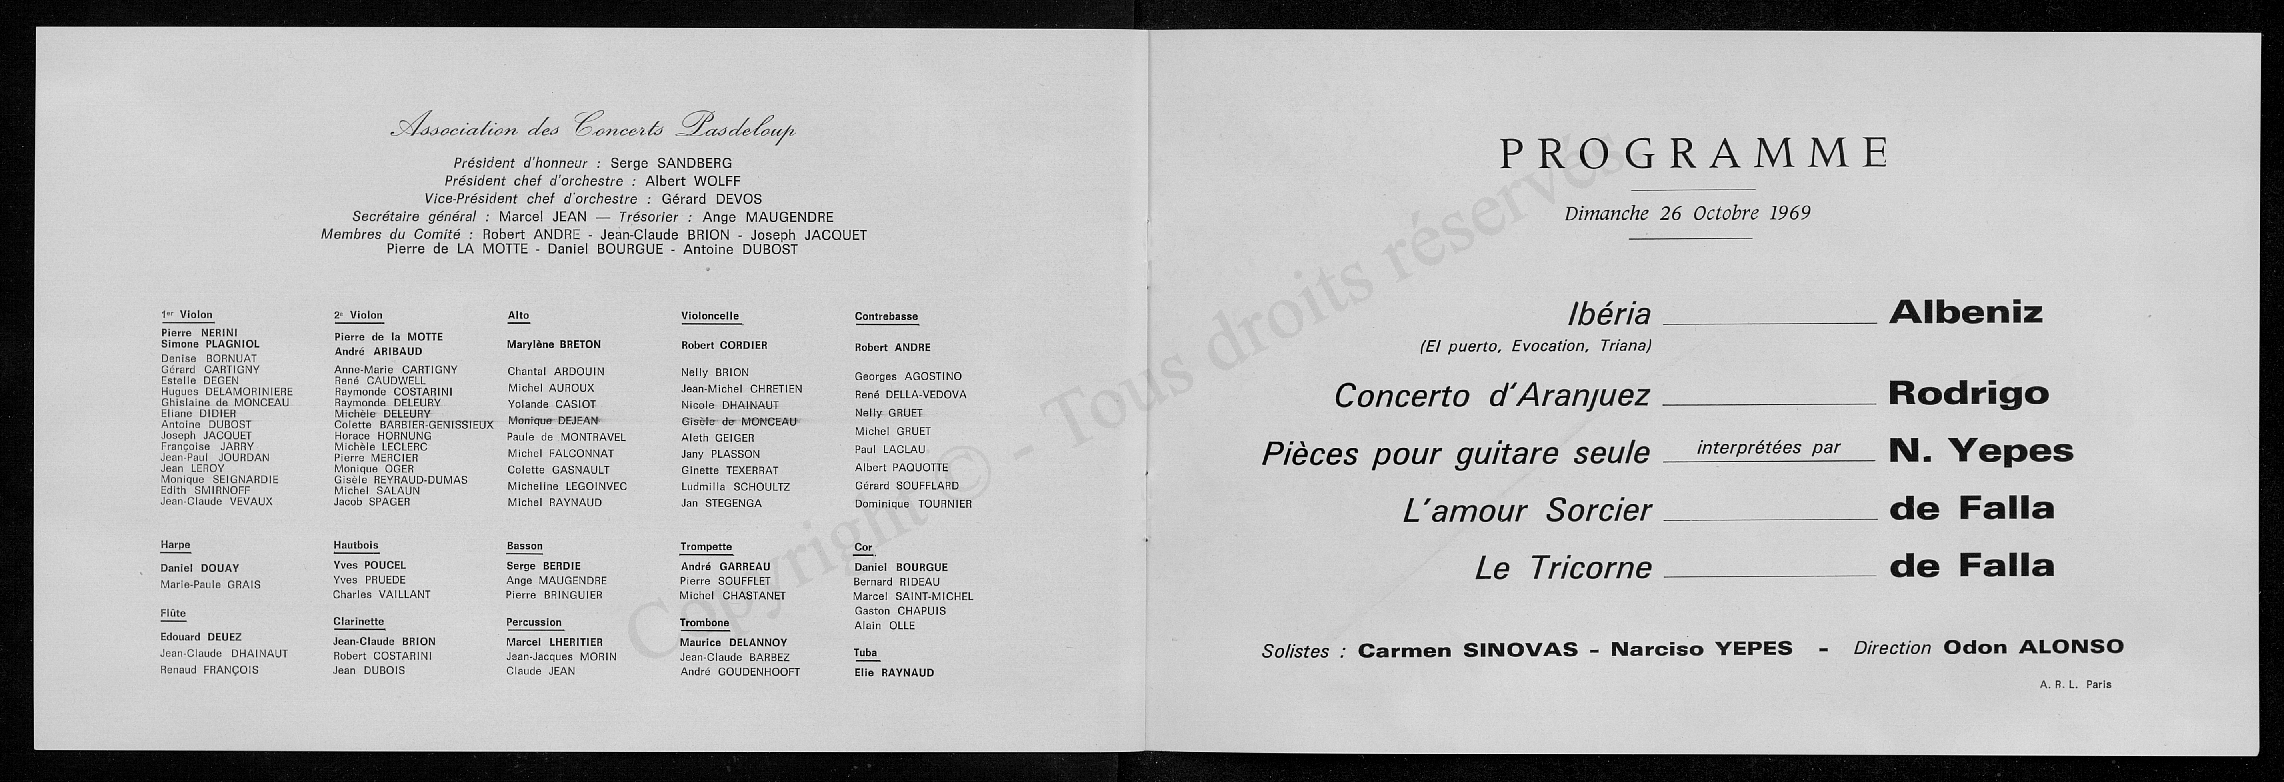 Association des Concerts Pasdeloup
Président d'honneur : Serge SANDBERG
Président chef d'orchestre : Albert WOLFF
Vice-Président chef d'orchestre : Gérard DEVOS
Secrétaire général : Marcel JEAN — Trésorier : Ange MAUGENDRE
Membres du Comité : Robert ANDRE - Jean-Claude BRION - Joseph JACQUET
Pierre de LA MOTTE - Daniel BOURGUE - Antoine DUBOST
1er Violon
Pierre NERINI
Simone PLAGNIOL
Denise BORNUAT
Gérard CARTIGNY
Estelle DEGEN
Hugues DELAMORINIERE
Ghislaine de MONCEAU
Eliane DIDIER
Antoine DUBOST
Joseph JACQUET
Françoise JARRY
Jean-Paul JOURDAN
Jean LEROY
Monique SEIGNARDIE
Edith SMIRNOFF
Jean-Claude VEVAUX
2e Violon
Pierre de la MOTTE
André ARIBAUD
Anne-Marie CARTIGNY
René CAUDWELL
Raymonde COSTARINI
Raymonde DELEURY
Michèle DELEURY
Colette BARBIER-GENISSIEUX
Horace HORNUNG
Michèle LECLERC
Pierre MERCIER
Monique OGER
Gisèle REYRAUD-DUMAS
Michel SALAUN
Jacob SPAGER
Alto
Marylène BRETON
Chantal ARDOUIN
Michel AUROUX
Yolande CASIOT
Monique DEJEAN
Paule de MONTRAVEL
Michel FALCONNAT
Colette GASNAULT
Micheline LEGOINVEC
Michel RAYNAUD
Violoncelle
Robert CORDIER
Nelly BRION
Jean-Michel CHRETIEN
Nicole DHAINAUT
Gisèle de MONCEAU
Aleth GEIGER
Jany PLASSON
Ginette TEXERRAT
Ludmilla SCHOULTZ
Jan STEGENGA
Contrebasse
Robert ANDRE
Georges AGOSTINO
René DELLA-VEDOVA
Nelly GRUET
Michel GRUET
Paul LACLAU
Albert PAQUOTTE
Gérard SOUFFLARD
Dominique TOURNIER
Harpe
Daniel DOUAY
Marie-Paule GRAIS
Flûte
Edouard DEUEZ
Jean-Claude DHAINAUT
Renaud FRANÇOIS
Hautbois
Yves POUCEL
Yves PRUEDE
Charles VAILLANT
Clarinette
Jean-Claude BRION
Robert COSTARINI
Jean DUBOIS
Basson
Serge BERDIE
Ange MAUGENDRE
Pierre BRINGUIER
Percussion
Marcel LHERITIER
Jean-Jacques MORIN
Claude JEAN
Trompette
André GARREAU
Pierre SOUFFLET
Michel CHASTANET
Trombone
Maurice DELANNOY
Jean-Claude BARBEZ
André GOUDENHOOFT
Cor
Daniel BOURGUE
Bernard RIDEAU
Marcel SAINT-MICHEL
Gaston CHAPUIS
Alain OLLE
Tuba
Elie RAYNAUD
PROGRAMME
Dimanche 26 Octobre 1969
Ibéria Albeniz
(El puerto, Evocation, Triana)
Concerto d'Aranjuez Rodrigo
Pièces pour guitare seule interprétées par N. Yepes
L'amour Sorcier de Falla
Le Tricorne de Falla
Solistes : Carmen SINOVAS - Narciso YEPES - Direction Odon ALONSO
A. R. L. Paris
Copyright © - Tous droits réservés